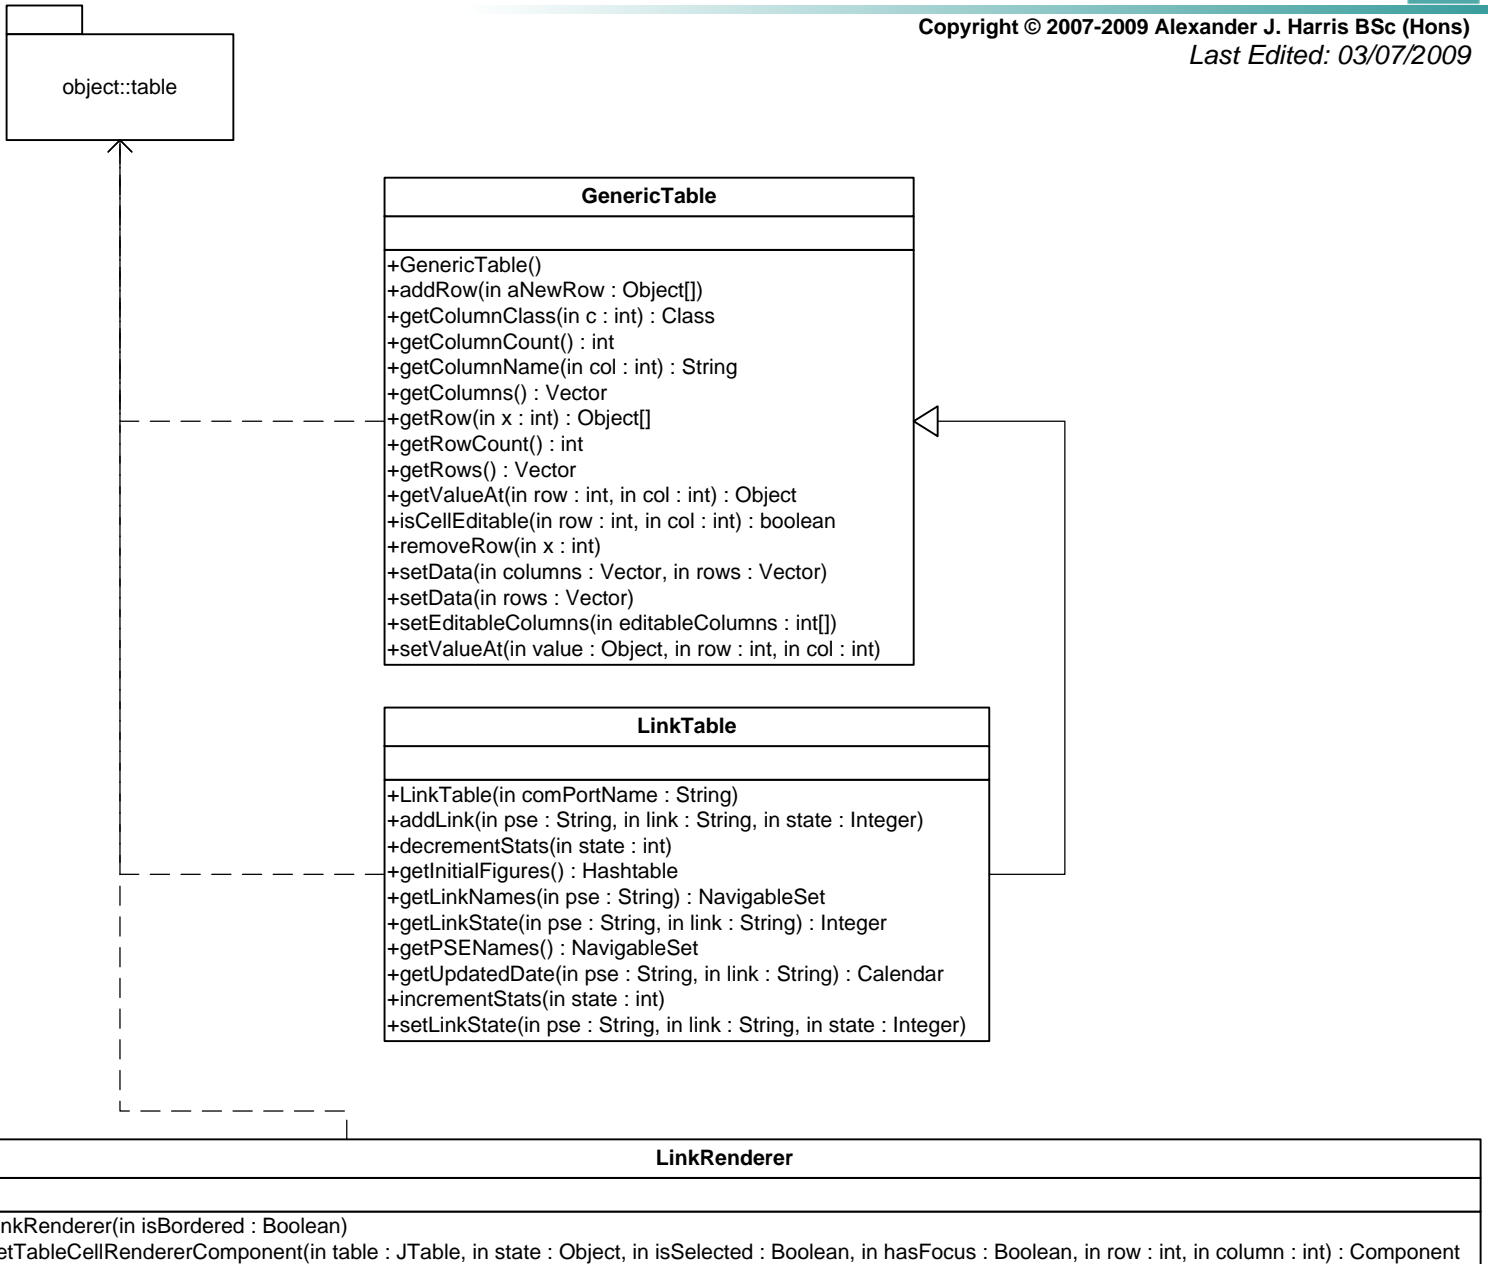 Copyright © 2007-2009 Alexander J. Harris BSc (Hons)
Last Edited: 03/07/2009
object::table
GenericTable
+GenericTable()
+addRow(in aNewRow : Object[])
+getColumnClass(in c : int) : Class
+getColumnCount() : int
+getColumnName(in col : int) : String
+getColumns() : Vector
+getRow(in x : int) : Object[]
+getRowCount() : int
+getRows() : Vector
+getValueAt(in row : int, in col : int) : Object
+isCellEditable(in row : int, in col : int) : boolean
+removeRow(in x : int)
+setData(in columns : Vector, in rows : Vector)
+setData(in rows : Vector)
+setEditableColumns(in editableColumns : int[])
+setValueAt(in value : Object, in row : int, in col : int)
LinkTable
+LinkTable(in comPortName : String)
+addLink(in pse : String, in link : String, in state : Integer)
+decrementStats(in state : int)
+getInitialFigures() : Hashtable
+getLinkNames(in pse : String) : NavigableSet
+getLinkState(in pse : String, in link : String) : Integer
+getPSENames() : NavigableSet
+getUpdatedDate(in pse : String, in link : String) : Calendar
+incrementStats(in state : int)
+setLinkState(in pse : String, in link : String, in state : Integer)
LinkRenderer
nkRenderer(in isBordered : Boolean)
etTableCellRendererComponent(in table : JTable, in state : Object, in isSelected : Boolean, in hasFocus : Boolean, in row : int, in column : int) : Component